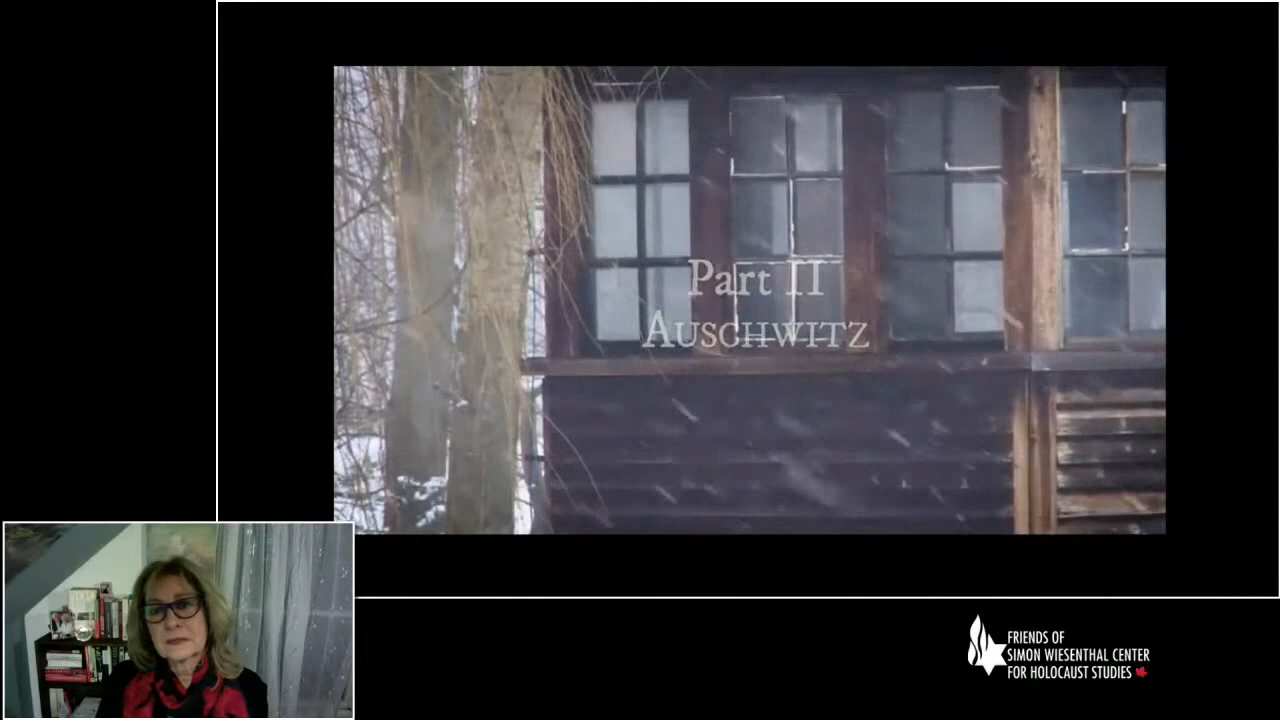 Part II
AUSCHWITZ
FRIENDS OF
SIMON WIESENTHAL CENTER
FOR HOLOCAUST STUDIES